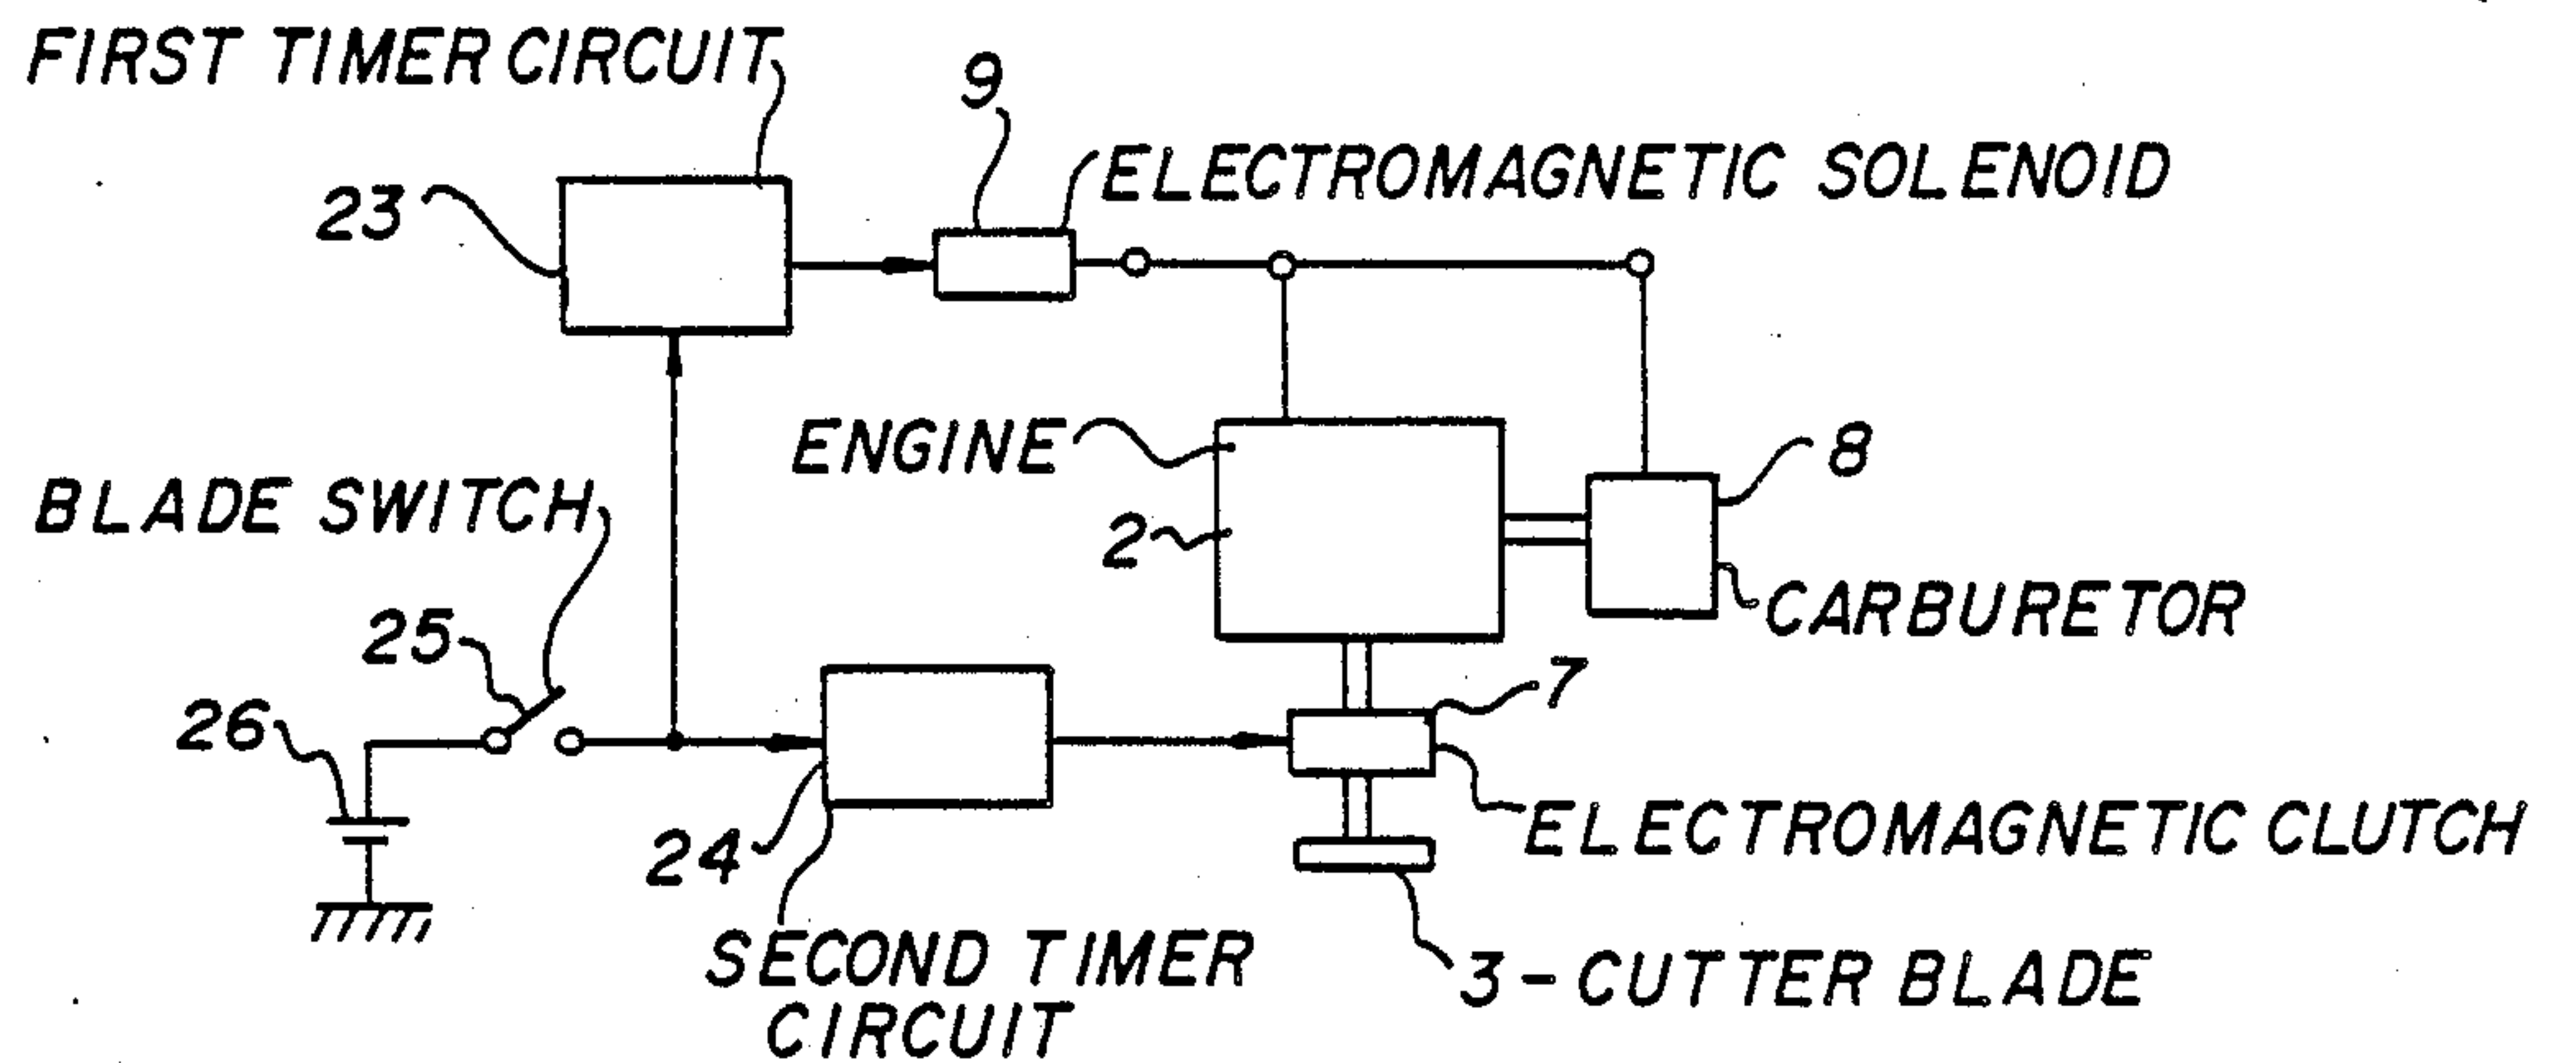 FIRST TIMER CIRCUIT
9
ELECTROMAGNETIC SOLENOID
23
ENGINE
8
BLADE SWITCH
2
CARBURETOR
25
7
26
ELECTROMAGNETIC CLUTCH
24
SECOND TIMER
CIRCUIT
3-CUTTER BLADE